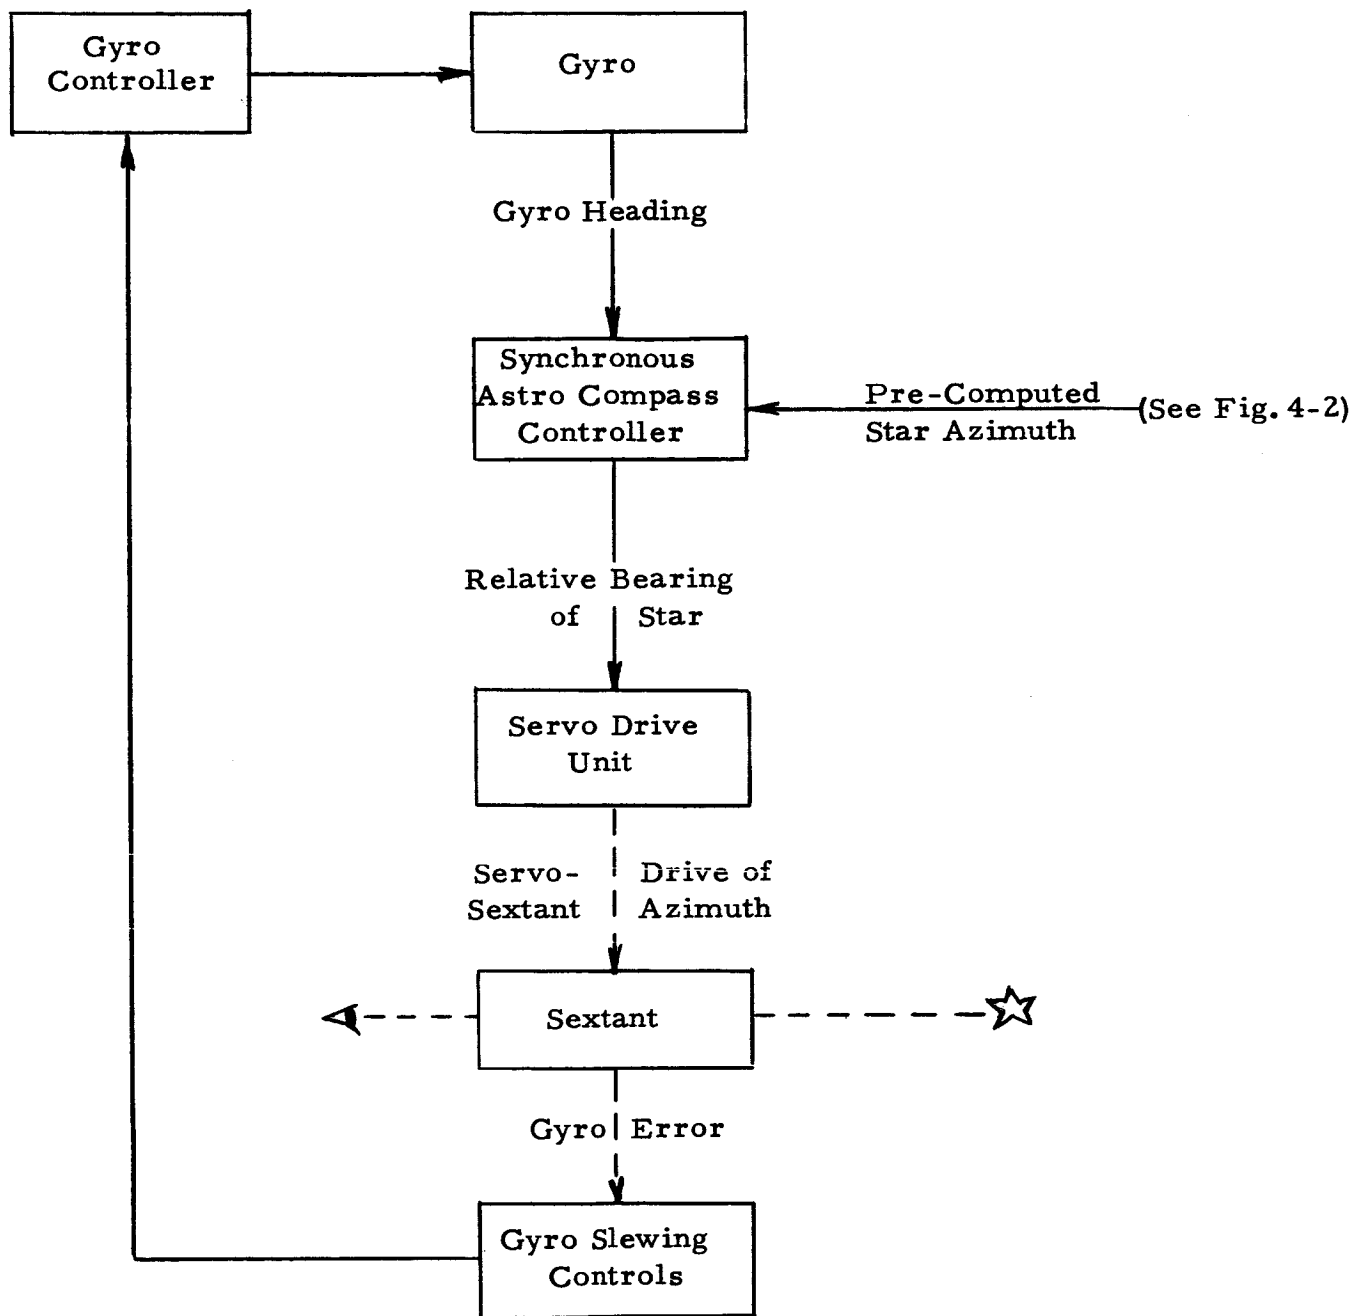 Gyro
Controller
Gyro
Gyro Heading
Synchronous
Astro Compass
Controller
Pre-Computed
Star Azimuth
(See Fig. 4-2)
Relative Bearing
of Star
Servo Drive
Unit
Servo- Drive of
Sextant Azimuth
Sextant
Gyro Error
Gyro Slewing
Controls